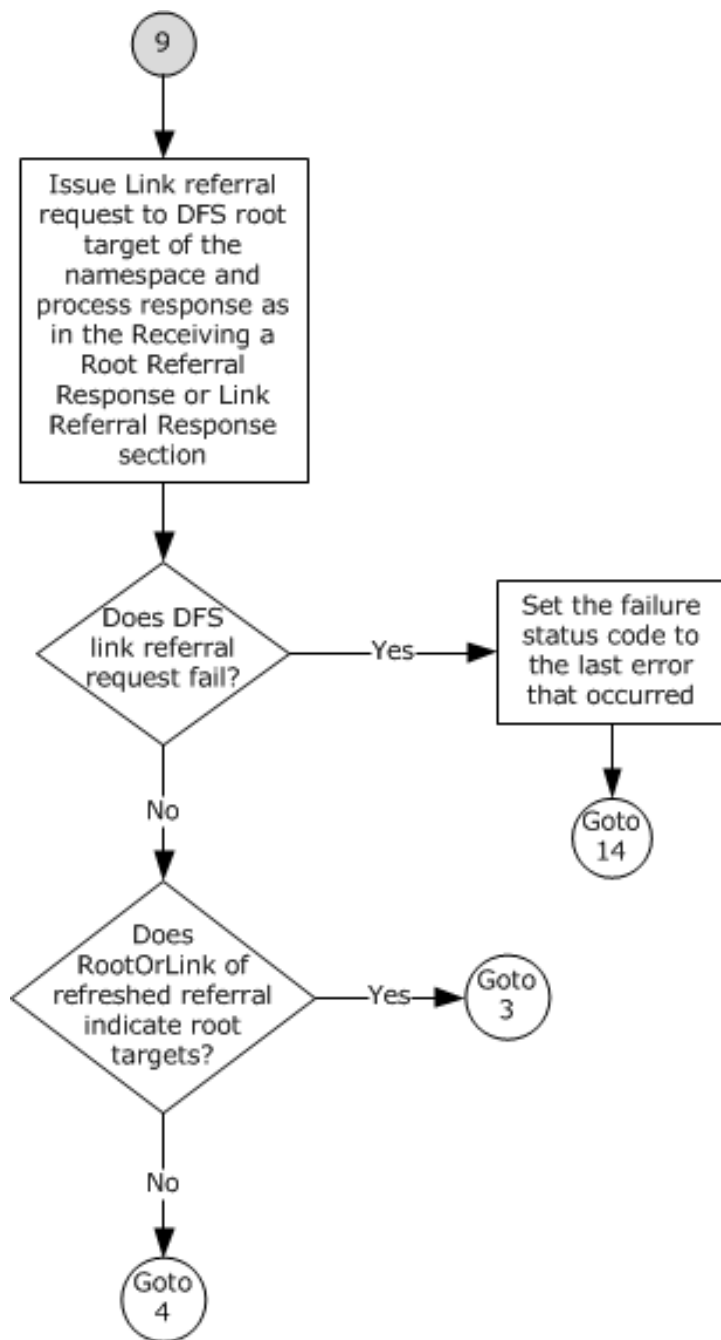 9
Issue Link referral
request to DFS root
target of the
namespace and
process response as
in the Receiving a
Root Referral
Response or Link
Referral Response
section
Does DFS
link referral
request fail?
Yes
Set the failure
status code to
the last error
that occurred
Goto
14
No
Does
RootOrLink of
refreshed referral
indicate root
targets?
Yes
Goto
3
No
Goto
4